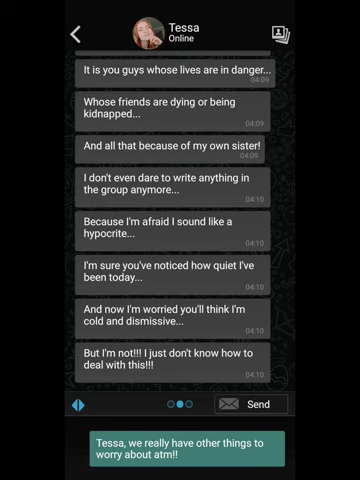 Tessa
Online
It is you guys whose lives are in danger...
04:09
Whose friends are dying or being
kidnapped...
04:09
And all that because of my own sister!
04:09
I don't even dare to write anything in
the group anymore...
04:10
Because I'm afraid I sound like a
hypocrite...
04:10
I'm sure you've noticed how quiet I've
been today...
04:10
And now I'm worried you'll think I'm
cold and dismissive...
04:10
But I'm not!!! I just don't know how to
deal with this!!!
04:10
Send
Tessa, we really have other things to
worry about atm!!